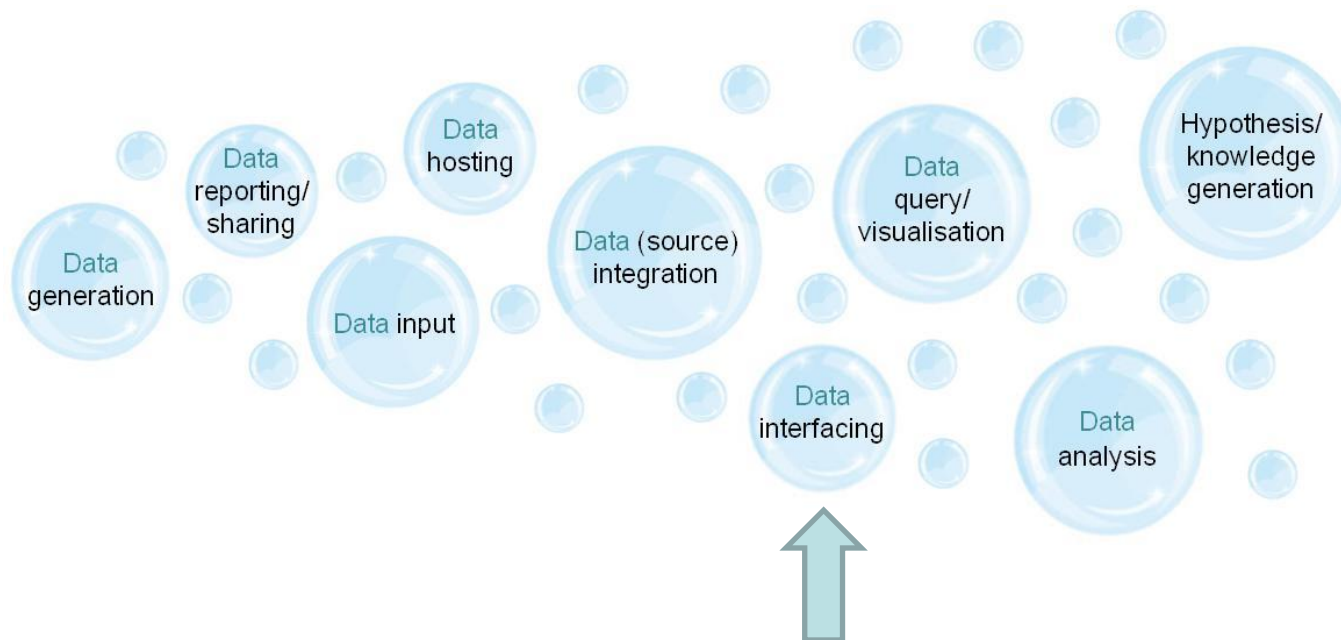 Data
generation
Data
reporting/
sharing
Data input
Data
hosting
Data (source)
integration
Data
query/
visualisation
Data
interfacing
Data
analysis
Hypothesis/
knowledge
generation